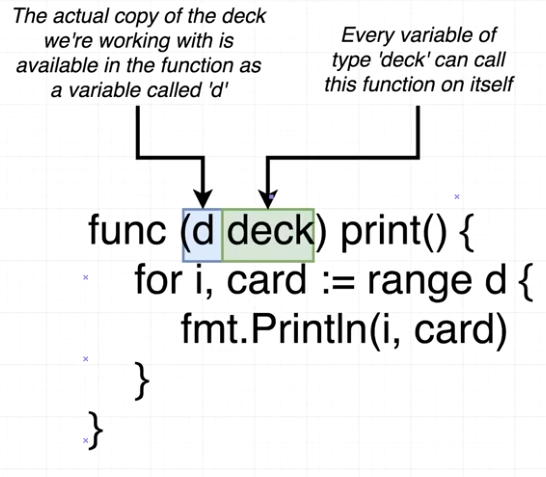 The actual copy of the deck
we're working with is
available in the function as
a variable called 'd'
Every variable of
type 'deck' can call
this function on itself
func (d deck) print() {
for i, card := range d {
fmt.Println(i, card)
}
}